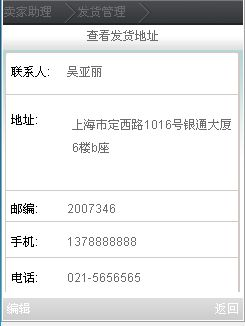 卖家助理 发货管理
查看发货地址
联系人: 吴亚丽
地址: 上海市定西路1016号银通大厦
6楼b座
邮编: 2007346
手机: 1378888888
电话: 021-5656565
编辑 返回